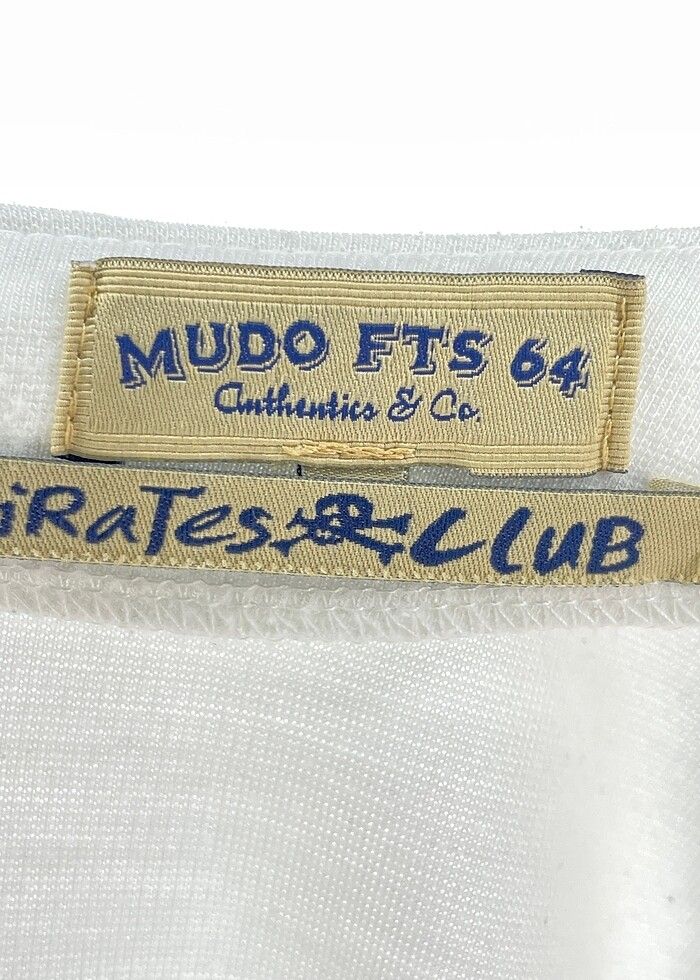 MUDO FTS 64
Authentics & Co.
iRaTes CLuB